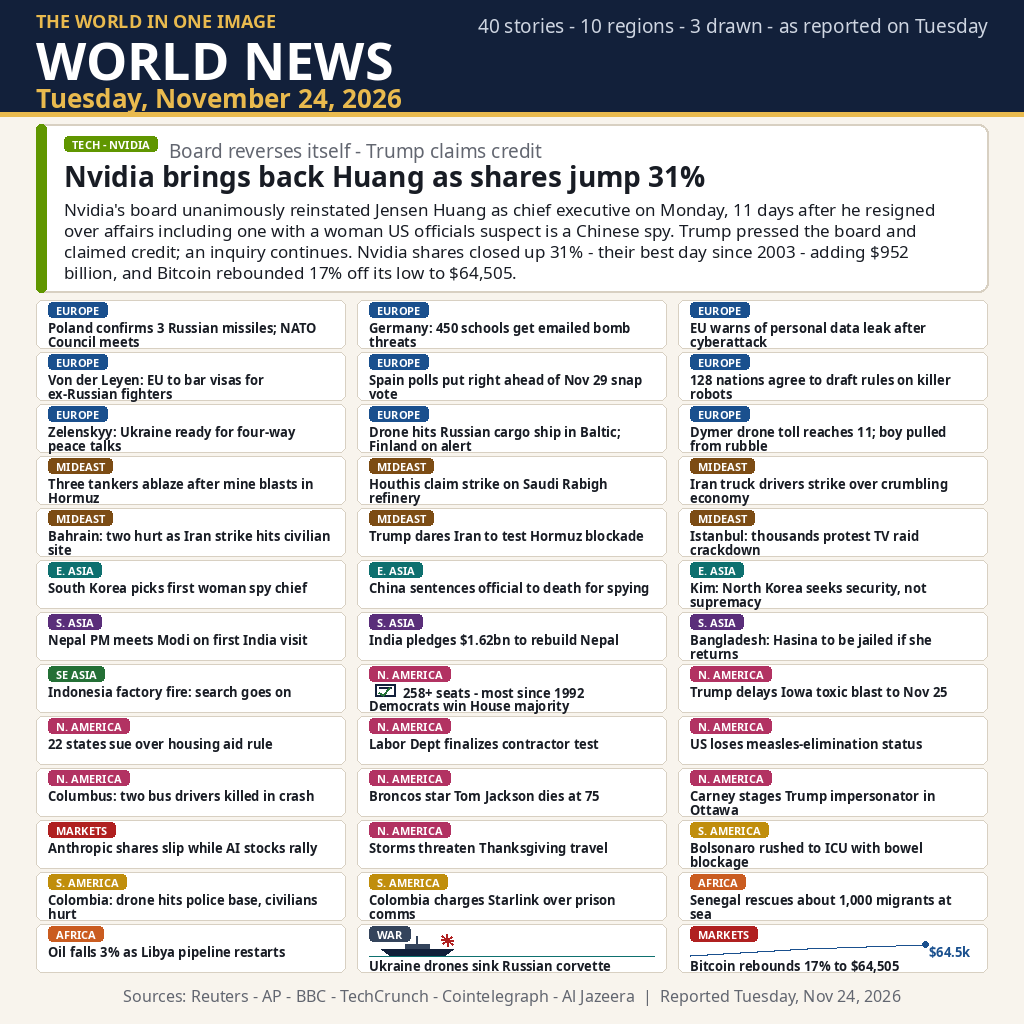 THE WORLD IN ONE IMAGE
40 stories - 10 regions - 3 drawn - as reported on Tuesday
WORLD NEWS
Tuesday, November 24, 2026
TECH - NVIDIA
Board reverses itself - Trump claims credit
Nvidia brings back Huang as shares jump 31%
Nvidia's board unanimously reinstated Jensen Huang as chief executive on Monday, 11 days after he resigned
over affairs including one with a woman US officials suspect is a Chinese spy. Trump pressed the board and
claimed credit; an inquiry continues. Nvidia shares closed up 31% - their best day since 2003 - adding $952
billion, and Bitcoin rebounded 17% off its low to $64,505.
EUROPE
Poland confirms 3 Russian missiles; NATO
Council meets
EUROPE
Germany: 450 schools get emailed bomb
threats
EUROPE
EU warns of personal data leak after
cyberattack
EUROPE
Von der Leyen: EU to bar visas for
ex-Russian fighters
EUROPE
Spain polls put right ahead of Nov 29 snap
vote
EUROPE
128 nations agree to draft rules on killer
robots
EUROPE
Zelenskyy: Ukraine ready for four-way
peace talks
EUROPE
Drone hits Russian cargo ship in Baltic;
Finland on alert
EUROPE
Dymer drone toll reaches 11; boy pulled
from rubble
MIDEAST
Three tankers ablaze after mine blasts in
Hormuz
MIDEAST
Houthis claim strike on Saudi Rabigh
refinery
MIDEAST
Iran truck drivers strike over crumbling
economy
MIDEAST
Bahrain: two hurt as Iran strike hits civilian
site
MIDEAST
Trump dares Iran to test Hormuz blockade
MIDEAST
Istanbul: thousands protest TV raid
crackdown
E. ASIA
South Korea picks first woman spy chief
E. ASIA
China sentences official to death for spying
E. ASIA
Kim: North Korea seeks security, not
supremacy
S. ASIA
Nepal PM meets Modi on first India visit
S. ASIA
India pledges $1.62bn to rebuild Nepal
S. ASIA
Bangladesh: Hasina to be jailed if she
returns
SE ASIA
Indonesia factory fire: search goes on
N. AMERICA
258+ seats - most since 1992
Democrats win House majority
N. AMERICA
Trump delays Iowa toxic blast to Nov 25
N. AMERICA
22 states sue over housing aid rule
N. AMERICA
Labor Dept finalizes contractor test
N. AMERICA
US loses measles-elimination status
N. AMERICA
Columbus: two bus drivers killed in crash
N. AMERICA
Broncos star Tom Jackson dies at 75
N. AMERICA
Carney stages Trump impersonator in
Ottawa
MARKETS
Anthropic shares slip while AI stocks rally
N. AMERICA
Storms threaten Thanksgiving travel
S. AMERICA
Bolsonaro rushed to ICU with bowel
blockage
S. AMERICA
Colombia: drone hits police base, civilians
hurt
S. AMERICA
Colombia charges Starlink over prison
comms
AFRICA
Senegal rescues about 1,000 migrants at
sea
AFRICA
Oil falls 3% as Libya pipeline restarts
WAR
Ukraine drones sink Russian corvette
MARKETS
$64.5k
Bitcoin rebounds 17% to $64,505
Sources: Reuters - AP - BBC - TechCrunch - Cointelegraph - Al Jazeera | Reported Tuesday, Nov 24, 2026